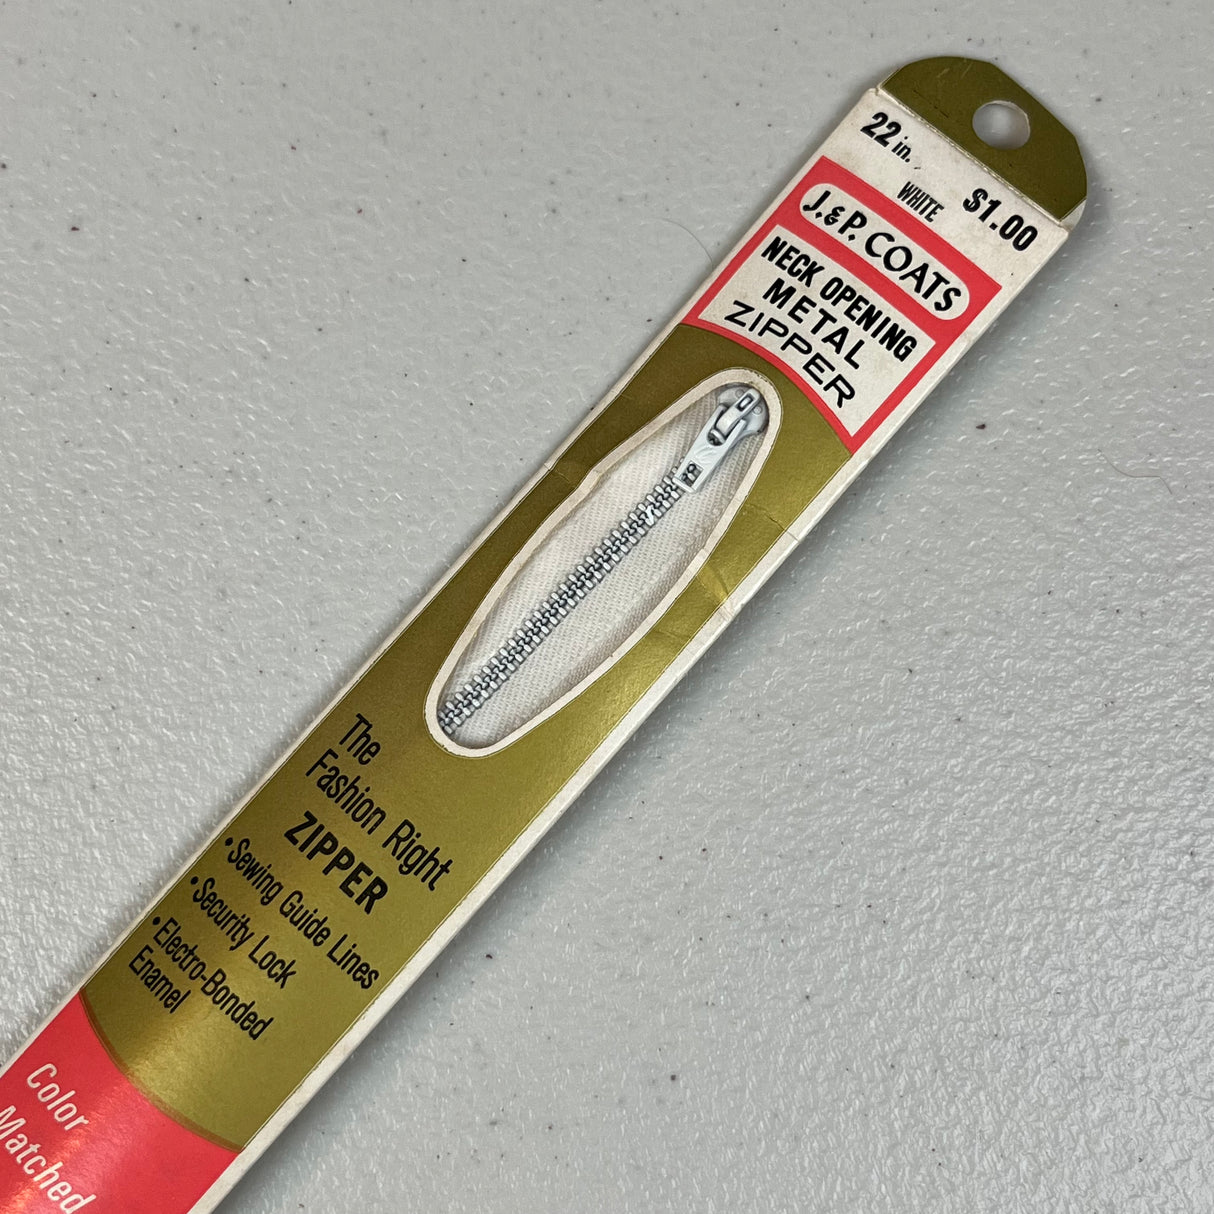 22 in.
WHITE
$1.00
J.&P. COATS
NECK OPENING
METAL
ZIPPER
The
Fashion Right
ZIPPER
•Sewing Guide Lines
•Security Lock
•Electro-Bonded
Enamel
Color
Matched